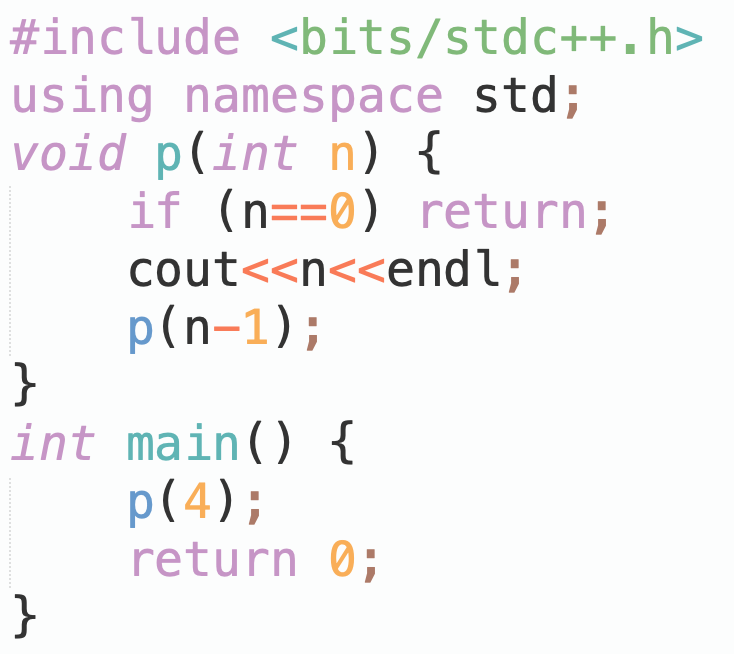 #include <bits/stdc++.h>
using namespace std;
void p(int n) {
    if (n==0) return;
    cout<<n<<endl;
    p(n-1);
}
int main() {
    p(4);
    return 0;
}